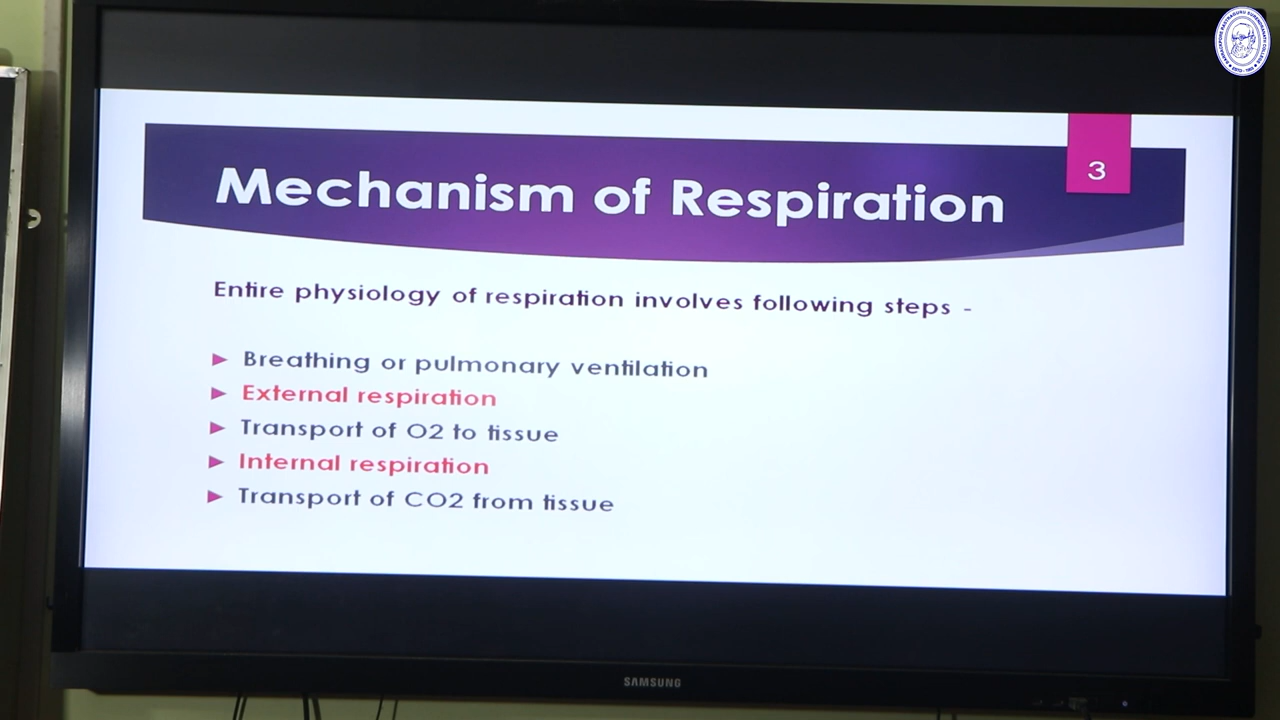 3
Mechanism of Respiration
Entire physiology of respiration involves following steps -
Breathing or pulmonary ventilation
External respiration
Transport of O2 to tissue
Internal respiration
Transport of CO2 from tissue
SAMSUNG